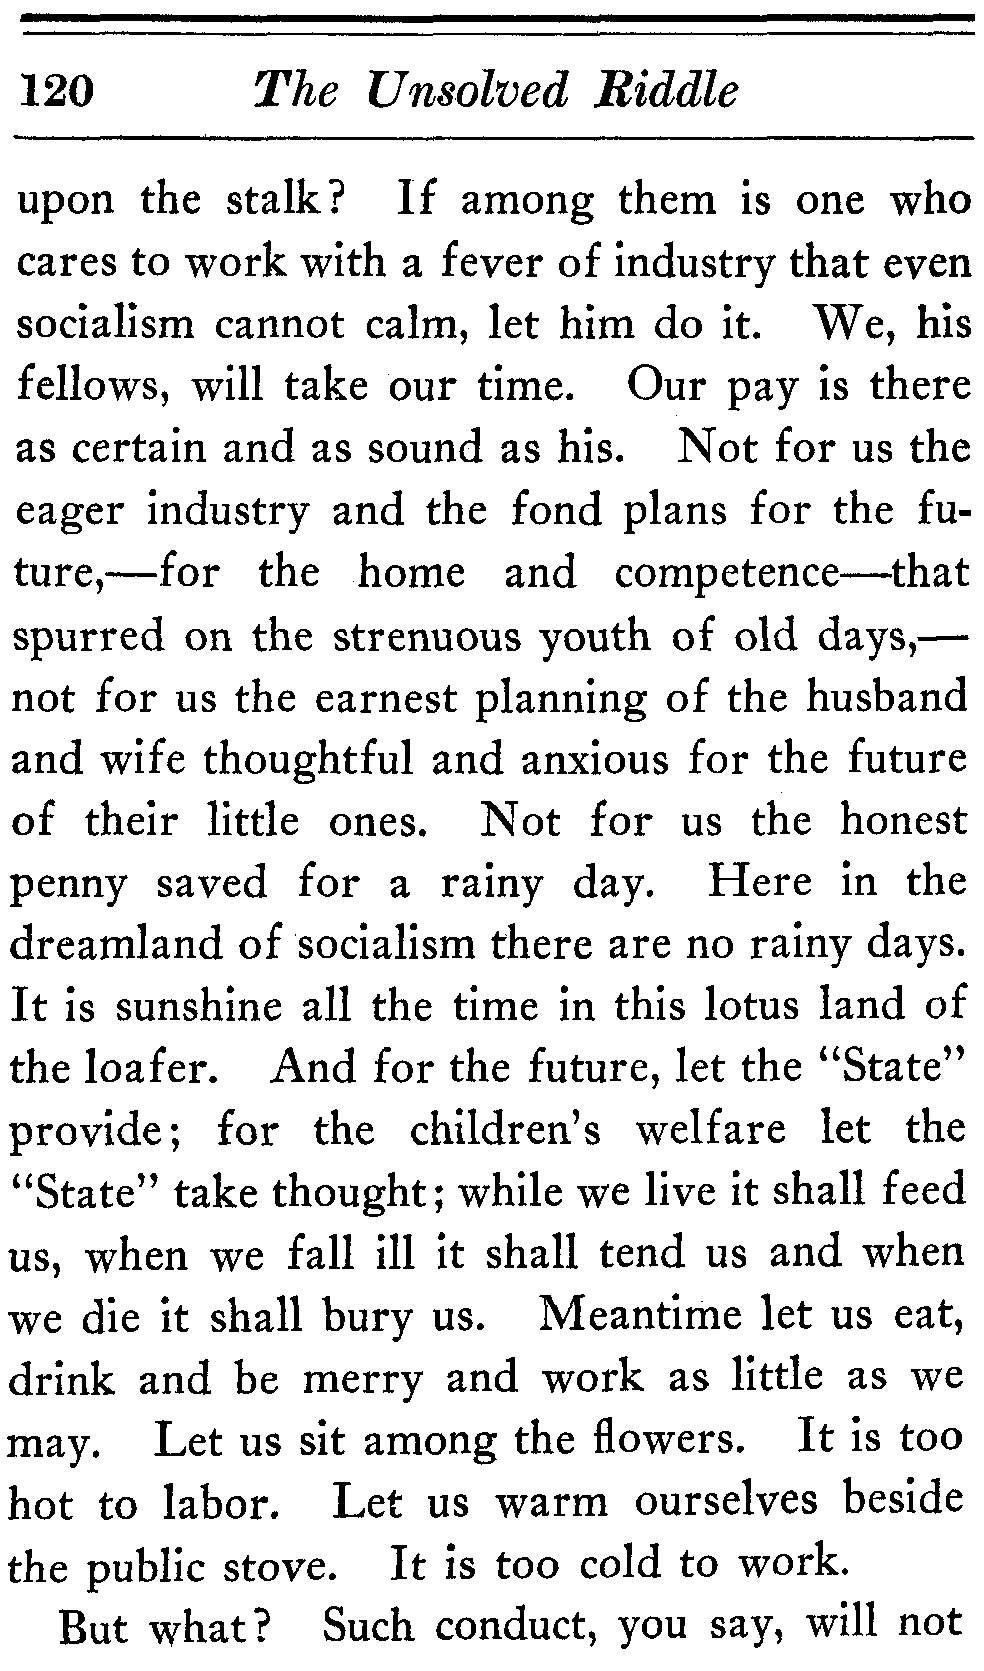 120 The Unsolved Riddle
upon the stalk? If among them is one who
cares to work with a fever of industry that even
socialism cannot calm, let him do it. We, his
fellows, will take our time. Our pay is there
as certain and as sound as his. Not for us the
eager industry and the fond plans for the fu-
ture,—for the home and competence—that
spurred on the strenuous youth of old days,—
not for us the earnest planning of the husband
and wife thoughtful and anxious for the future
of their little ones. Not for us the honest
penny saved for a rainy day. Here in the
dreamland of socialism there are no rainy days.
It is sunshine all the time in this lotus land of
the loafer. And for the future, let the “State”
provide; for the children’s welfare let the
“State” take thought; while we live it shall feed
us, when we fall ill it shall tend us and when
we die it shall bury us. Meantime let us eat,
drink and be merry and work as little as we
may. Let us sit among the flowers. It is too
hot to labor. Let us warm ourselves beside
the public stove. It is too cold to work.
But what? Such conduct, you say, will not